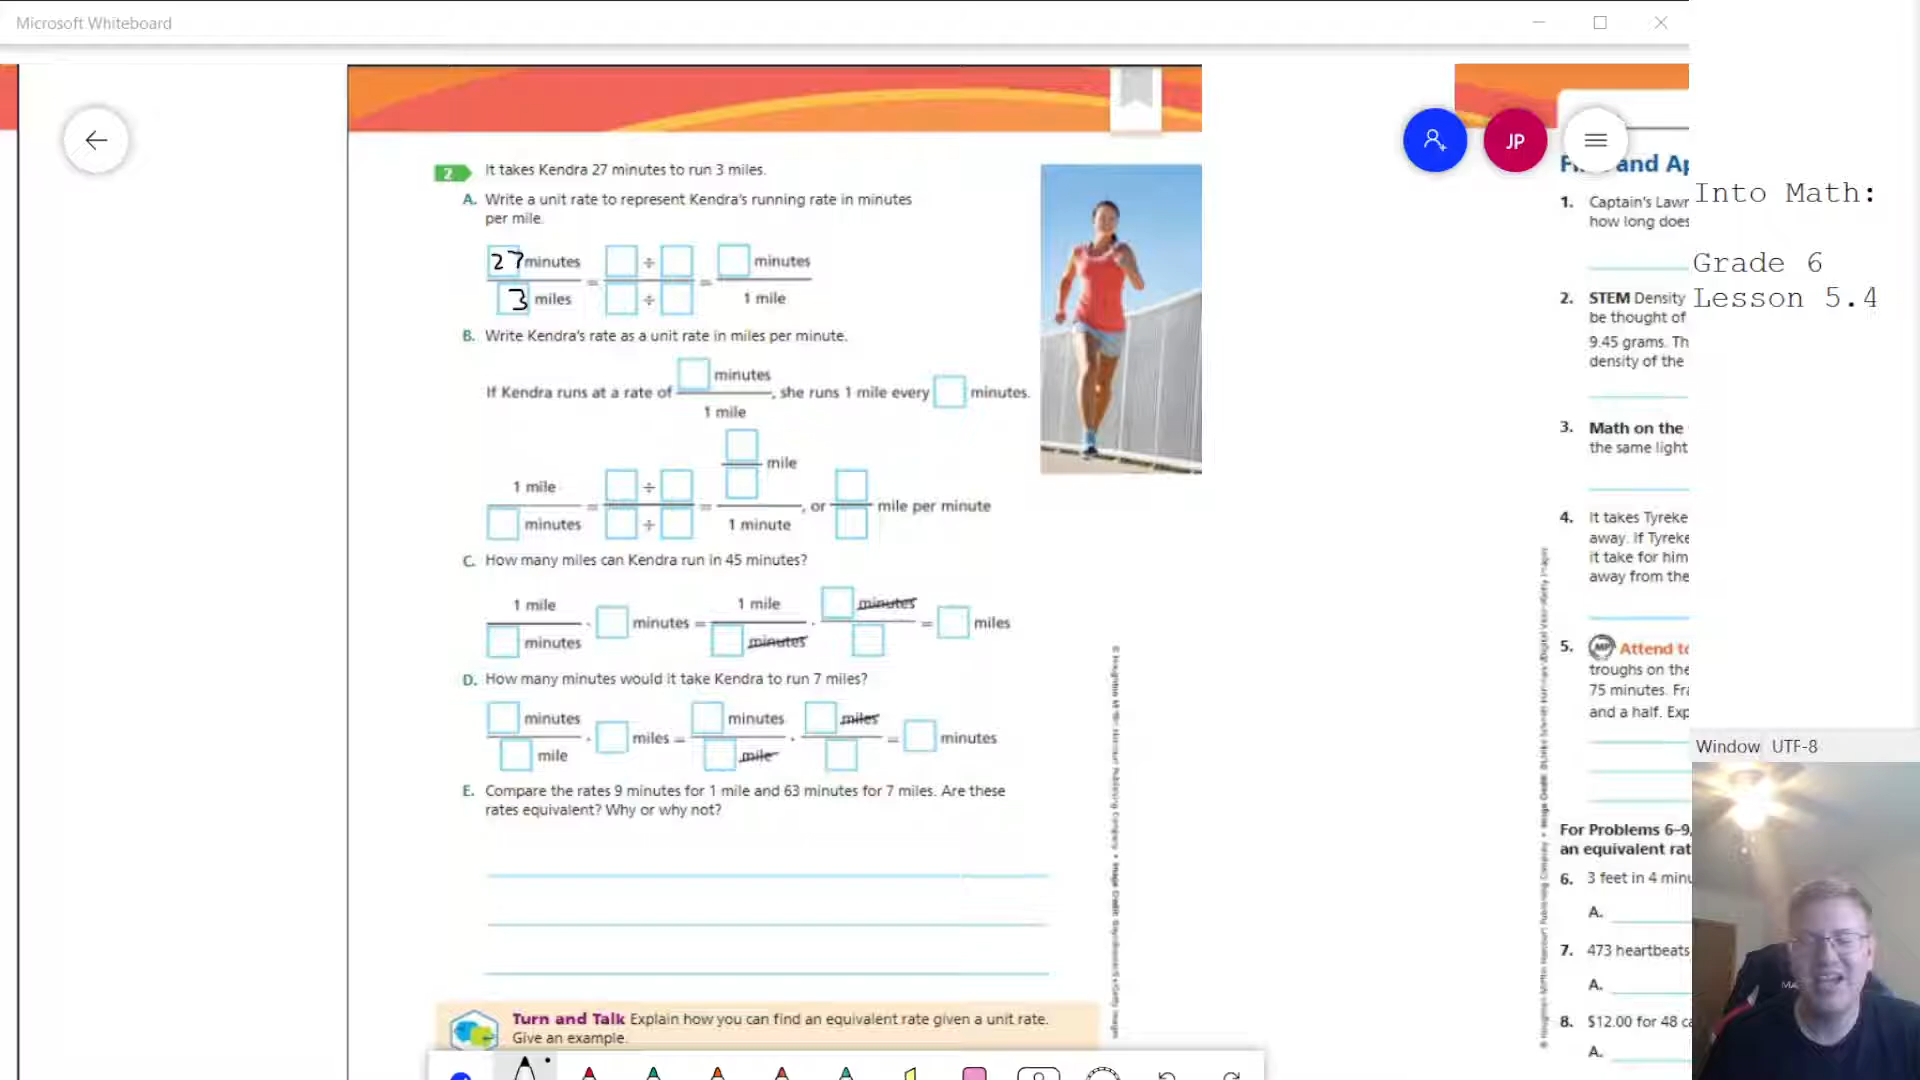 Microsoft Whiteboard
JP
2 It takes Kendra 27 minutes to run 3 miles.
A. Write a unit rate to represent Kendra's running rate in minutes
per mile.
27 minutes = ÷ = minutes
3 miles ÷ 1 mile
B. Write Kendra's rate as a unit rate in miles per minute.
minutes
If Kendra runs at a rate of , she runs 1 mile every minutes.
1 mile
mile
1 mile = ÷ = , or mile per minute
minutes ÷ 1 minute
C. How many miles can Kendra run in 45 minutes?
1 mile · minutes = 1 mile · minutes = miles
minutes minutes
D. How many minutes would it take Kendra to run 7 miles?
minutes · miles = minutes · miles = minutes
mile mile
E. Compare the rates 9 minutes for 1 mile and 63 minutes for 7 miles. Are these
rates equivalent? Why or why not?
Turn and Talk Explain how you can find an equivalent rate given a unit rate.
Give an example.
and Ap
1. Captain's Lawn
how long does
2. STEM Density
be thought of
9.45 grams. Th
density of the
3. Math on the
the same light
4. It takes Tyreke
away. If Tyreke
it take for him
away from the
5. MP Attend to
troughs on the
75 minutes. Fra
and a half. Exp
For Problems 6–9,
an equivalent rat
6. 3 feet in 4 minu
A.
7. 473 heartbeats
A.
8. $12.00 for 48 ca
A.
Into Math:
Grade 6
Lesson 5.4
Window UTF-8